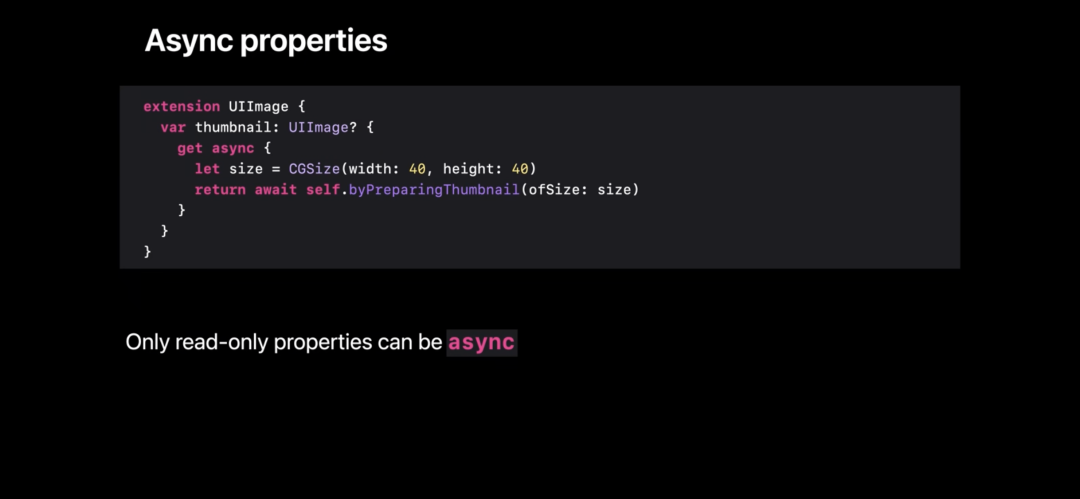 Async properties
extension UIImage {
  var thumbnail: UIImage? {
    get async {
      let size = CGSize(width: 40, height: 40)
      return await self.byPreparingThumbnail(ofSize: size)
    }
  }
}
Only read-only properties can be async